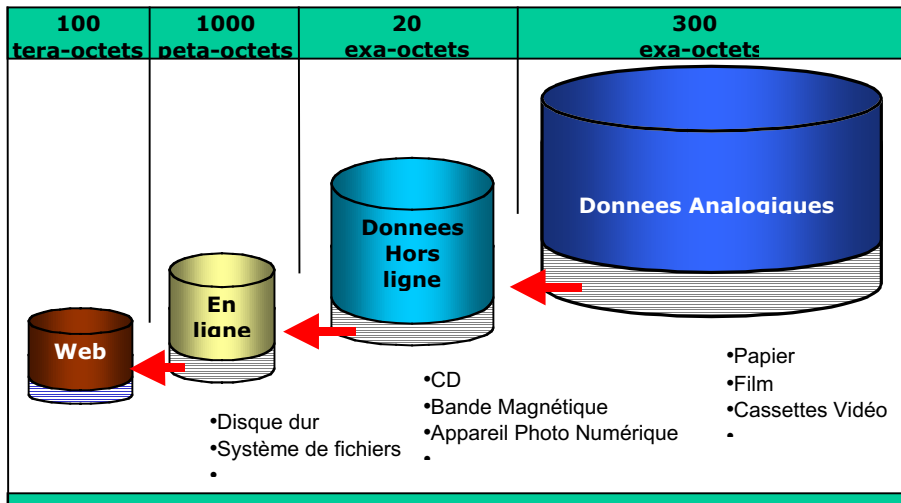 100
tera-octets
1000
peta-octets
20
exa-octets
300
exa-octets
Donnees Analogiques
Donnees
Hors
ligne
En
ligne
Web
•Disque dur
•Système de fichiers
•
•CD
•Bande Magnétique
•Appareil Photo Numérique
•
•Papier
•Film
•Cassettes Vidéo
•